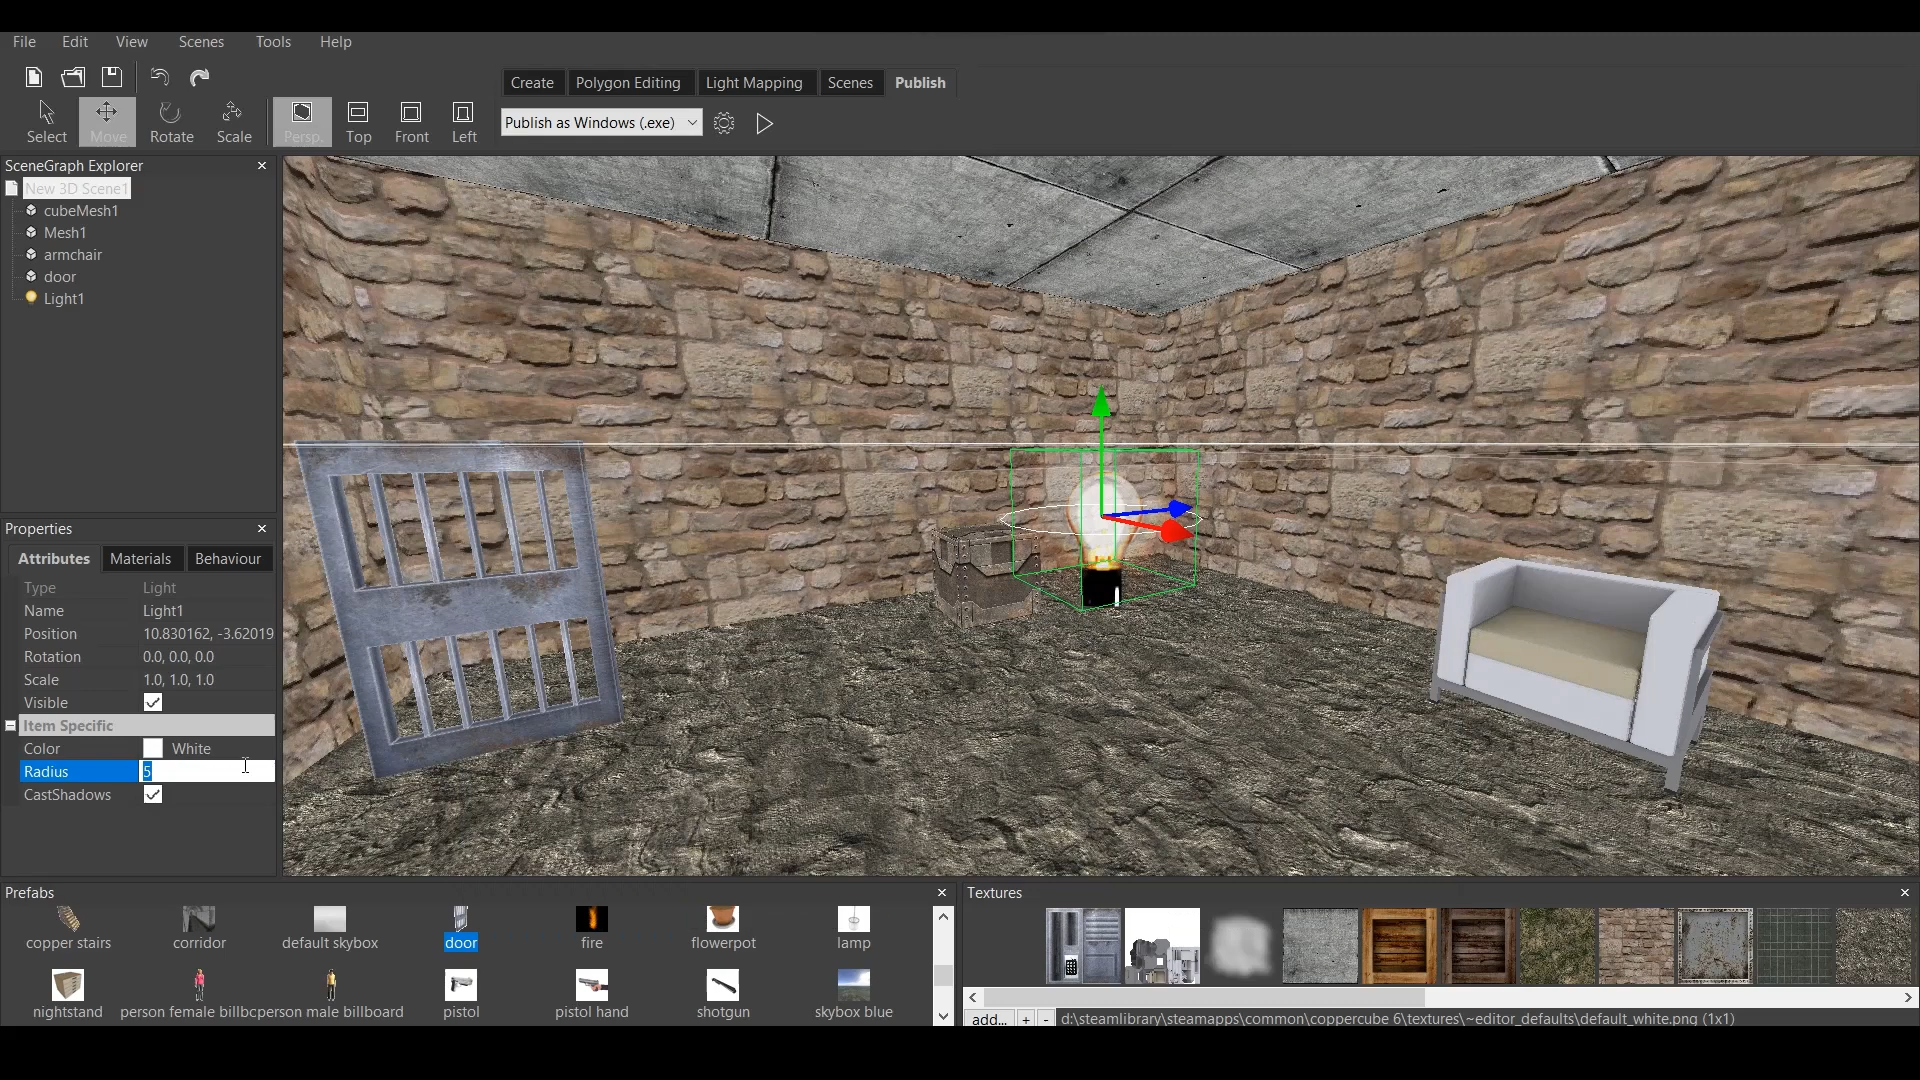 File Edit View Scenes Tools Help
Create Polygon Editing Light Mapping Scenes Publish
Select Move Rotate Scale Persp. Top Front Left
Publish as Windows (.exe)
SceneGraph Explorer
New 3D Scene1
cubeMesh1
Mesh1
armchair
door
Light1
Properties
Attributes Materials Behaviour
Type Light
Name Light1
Position 10.830162, -3.62019
Rotation 0.0, 0.0, 0.0
Scale 1.0, 1.0, 1.0
Visible
Item Specific
Color White
Radius 5
CastShadows
Prefabs
copper stairs corridor default skybox door fire flowerpot lamp
nightstand person female billbc person male billboard pistol pistol hand shotgun skybox blue
Textures
add... + - d:\steamlibrary\steamapps\common\coppercube 6\textures\~editor_defaults\default_white.png (1x1)